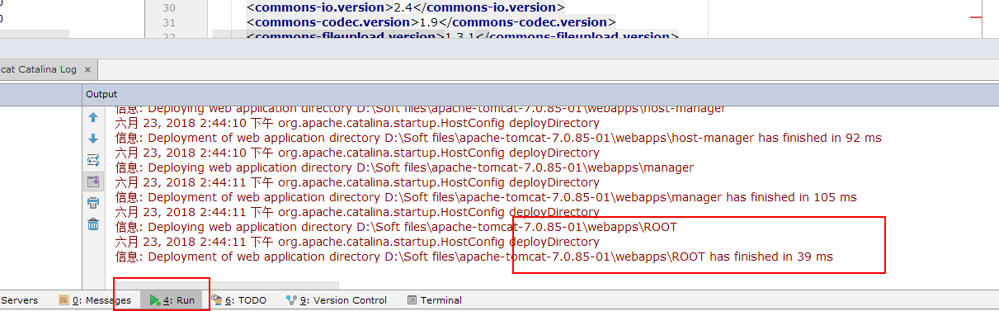 30 <commons-io.version>2.4</commons-io.version>
31 <commons-codec.version>1.9</commons-codec.version>
32 <commons-fileupload.version>1.3.1</commons-fileupload.version>
cat Catalina Log ×
Output
信息: Deploying web application directory D:\Soft files\apache-tomcat-7.0.85-01\webapps\host-manager
六月 23, 2018 2:44:10 下午 org.apache.catalina.startup.HostConfig deployDirectory
信息: Deployment of web application directory D:\Soft files\apache-tomcat-7.0.85-01\webapps\host-manager has finished in 92 ms
六月 23, 2018 2:44:10 下午 org.apache.catalina.startup.HostConfig deployDirectory
信息: Deploying web application directory D:\Soft files\apache-tomcat-7.0.85-01\webapps\manager
六月 23, 2018 2:44:11 下午 org.apache.catalina.startup.HostConfig deployDirectory
信息: Deployment of web application directory D:\Soft files\apache-tomcat-7.0.85-01\webapps\manager has finished in 105 ms
六月 23, 2018 2:44:11 下午 org.apache.catalina.startup.HostConfig deployDirectory
信息: Deploying web application directory D:\Soft files\apache-tomcat-7.0.85-01\webapps\ROOT
六月 23, 2018 2:44:11 下午 org.apache.catalina.startup.HostConfig deployDirectory
信息: Deployment of web application directory D:\Soft files\apache-tomcat-7.0.85-01\webapps\ROOT has finished in 39 ms
Servers 0: Messages 4: Run 6: TODO 9: Version Control Terminal